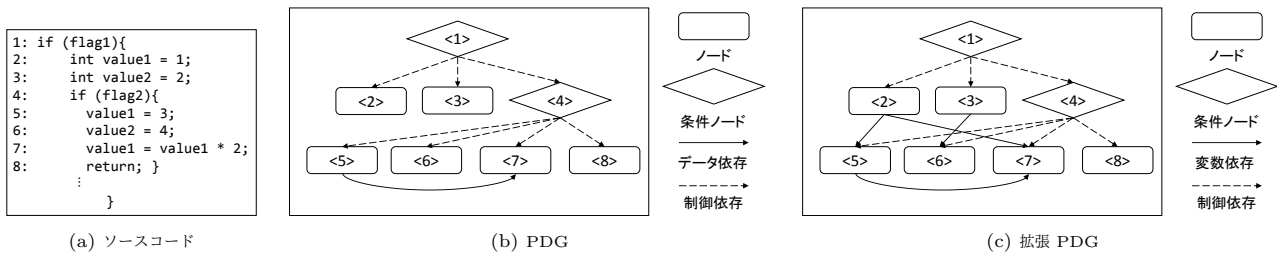 1: if (flag1){
2: int value1 = 1;
3: int value2 = 2;
4: if (flag2){
5: value1 = 3;
6: value2 = 4;
7: value1 = value1 * 2;
8: return; }
⋮
}
(a) ソースコード
<1>
<2>
<3>
<4>
<5>
<6>
<7>
<8>
ノード
条件ノード
データ依存
制御依存
(b) PDG
<1>
<2>
<3>
<4>
<5>
<6>
<7>
<8>
ノード
条件ノード
変数依存
制御依存
(c) 拡張 PDG